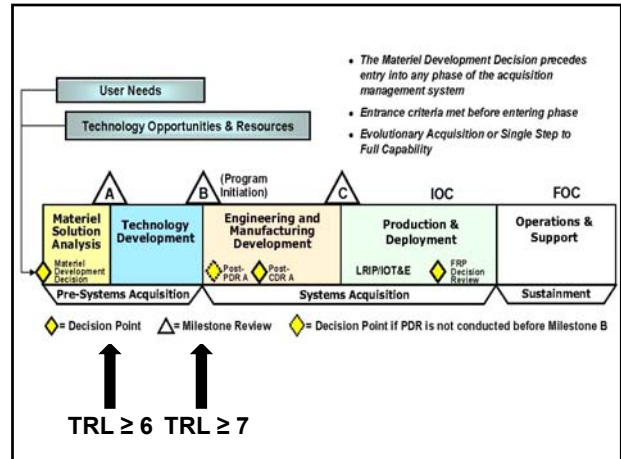 • The Materiel Development Decision precedes
entry into any phase of the acquisition
management system
• Entrance criteria met before entering phase
• Evolutionary Acquisition or Single Step to
Full Capability
User Needs
Technology Opportunities & Resources
A
B
(Program
Initiation)
C
IOC
FOC
Materiel
Solution
Analysis
Technology
Development
Engineering and
Manufacturing
Development
Production &
Deployment
Operations &
Support
Materiel
Development
Decision
Post-
PDR A
Post-
CDR A
LRIP/IOT&E
FRP
Decision
Review
Pre-Systems Acquisition
Systems Acquisition
Sustainment
= Decision Point
= Milestone Review
= Decision Point if PDR is not conducted before Milestone B
TRL ≥ 6
TRL ≥ 7